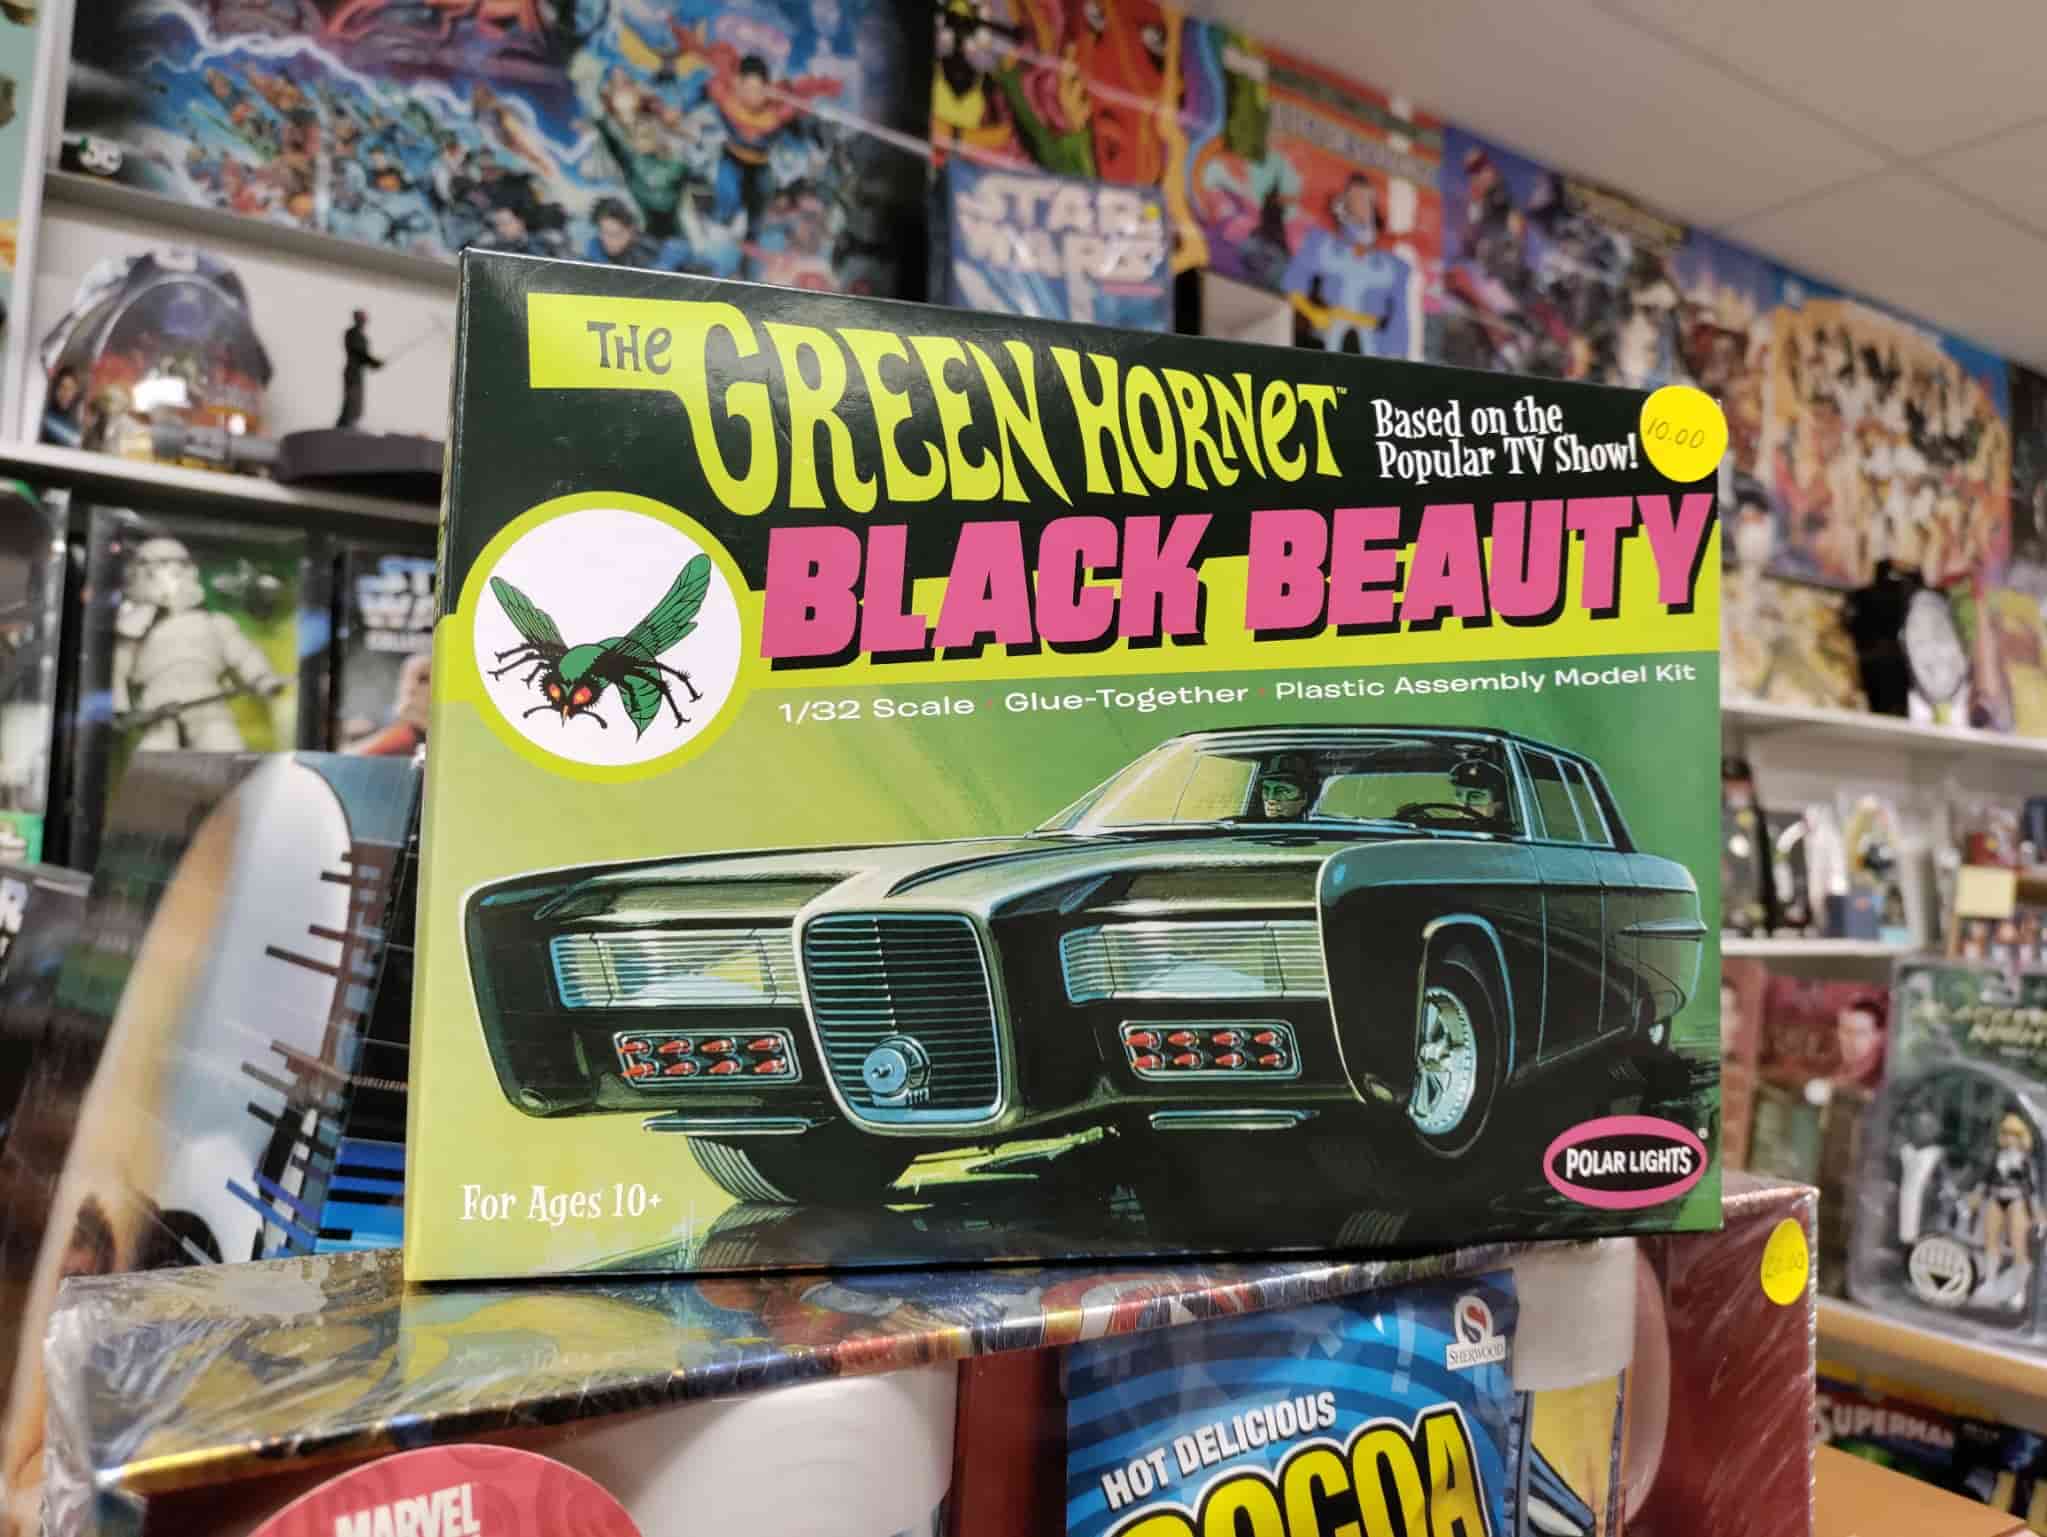 STAR
WARS
THE GREEN HORNET™
Based on the
Popular TV Show!
10.00
BLACK BEAUTY
1/32 Scale · Glue-Together · Plastic Assembly Model Kit
For Ages 10+
POLAR LIGHTS®
SHERWOOD
HOT DELICIOUS
COCOA
MARVEL
SUPERMAN